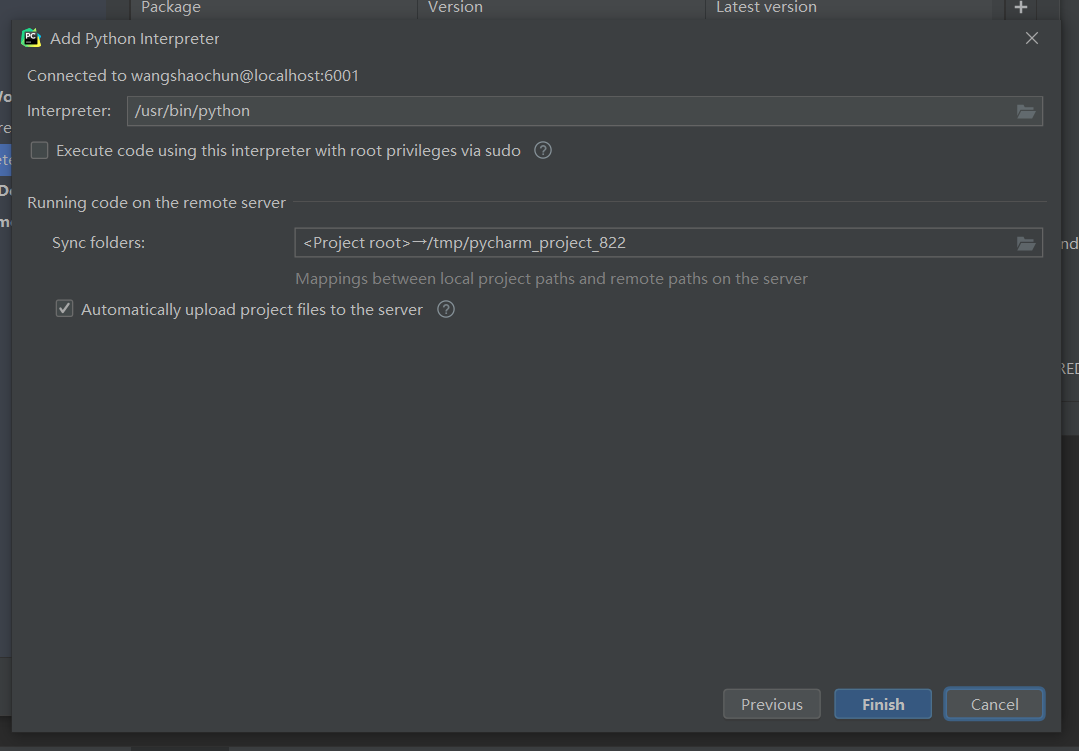 Package Version Latest version
PC Add Python Interpreter
Connected to wangshaochun@localhost:6001
Interpreter: /usr/bin/python
Execute code using this interpreter with root privileges via sudo ?
Running code on the remote server
Sync folders: <Project root>→/tmp/pycharm_project_822
Mappings between local project paths and remote paths on the server
Automatically upload project files to the server ?
Previous Finish Cancel